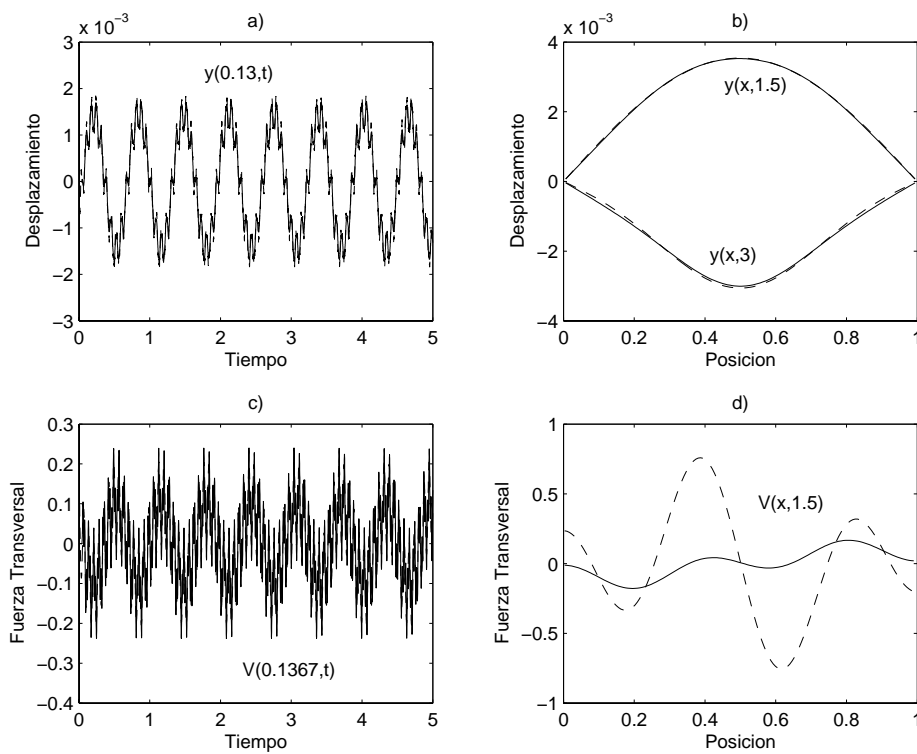 a)
x 10⁻³
3
2
1
0
−1
−2
−3
0 1 2 3 4 5
Desplazamiento
Tiempo
y(0.13,t)
b)
x 10⁻³
4
2
0
−2
−4
0 0.2 0.4 0.6 0.8 1
Desplazamiento
Posicion
y(x,1.5)
y(x,3)
c)
0.3
0.2
0.1
0
−0.1
−0.2
−0.3
−0.4
0 1 2 3 4 5
Fuerza Transversal
Tiempo
V(0.1367,t)
d)
1
0.5
0
−0.5
−1
0 0.2 0.4 0.6 0.8 1
Fuerza Transversal
Posicion
V(x,1.5)